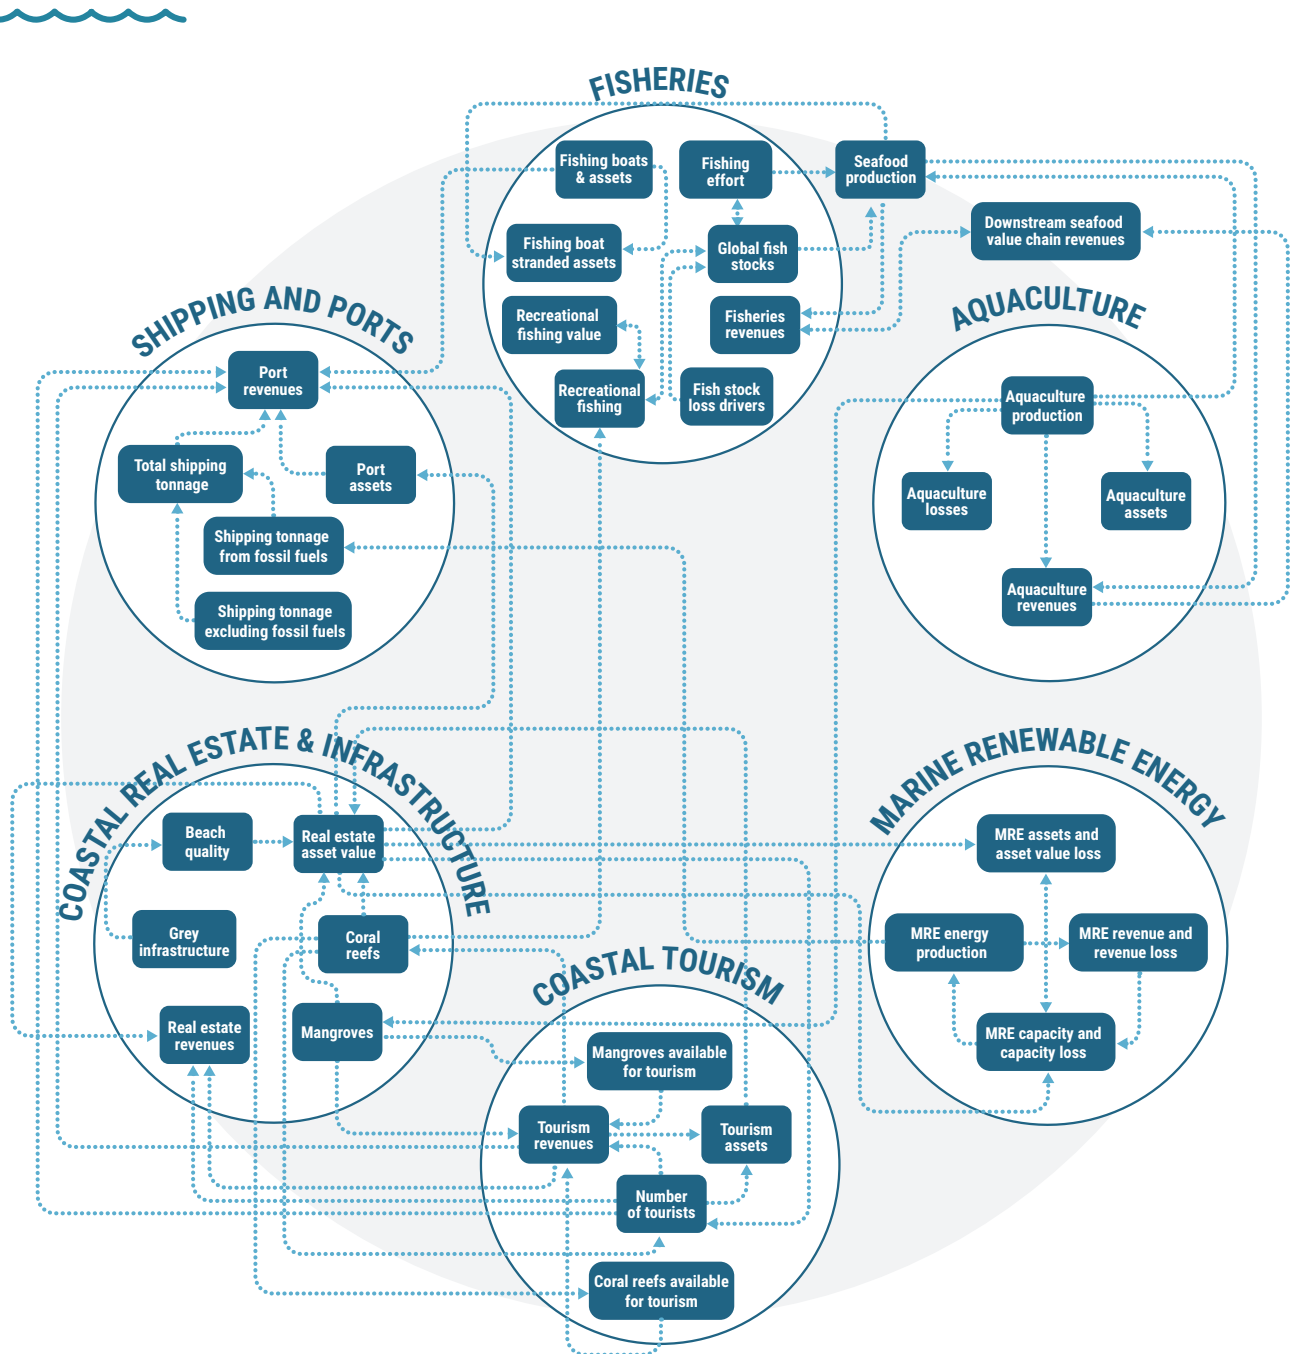 FISHERIES
Fishing boats
& assets
Fishing
effort
Seafood
production
Fishing boat
stranded assets
Global fish
stocks
Downstream seafood
value chain revenues
Recreational
fishing value
Fisheries
revenues
Recreational
fishing
Fish stock
loss drivers
SHIPPING AND PORTS
Port
revenues
Total shipping
tonnage
Port
assets
Shipping tonnage
from fossil fuels
Shipping tonnage
excluding fossil fuels
AQUACULTURE
Aquaculture
production
Aquaculture
losses
Aquaculture
assets
Aquaculture
revenues
COASTAL REAL ESTATE & INFRASTRUCTURE
Beach
quality
Real estate
asset value
Grey
infrastructure
Coral
reefs
Real estate
revenues
Mangroves
MARINE RENEWABLE ENERGY
MRE assets and
asset value loss
MRE energy
production
MRE revenue and
revenue loss
MRE capacity and
capacity loss
COASTAL TOURISM
Mangroves available
for tourism
Tourism
revenues
Tourism
assets
Number
of tourists
Coral reefs available
for tourism